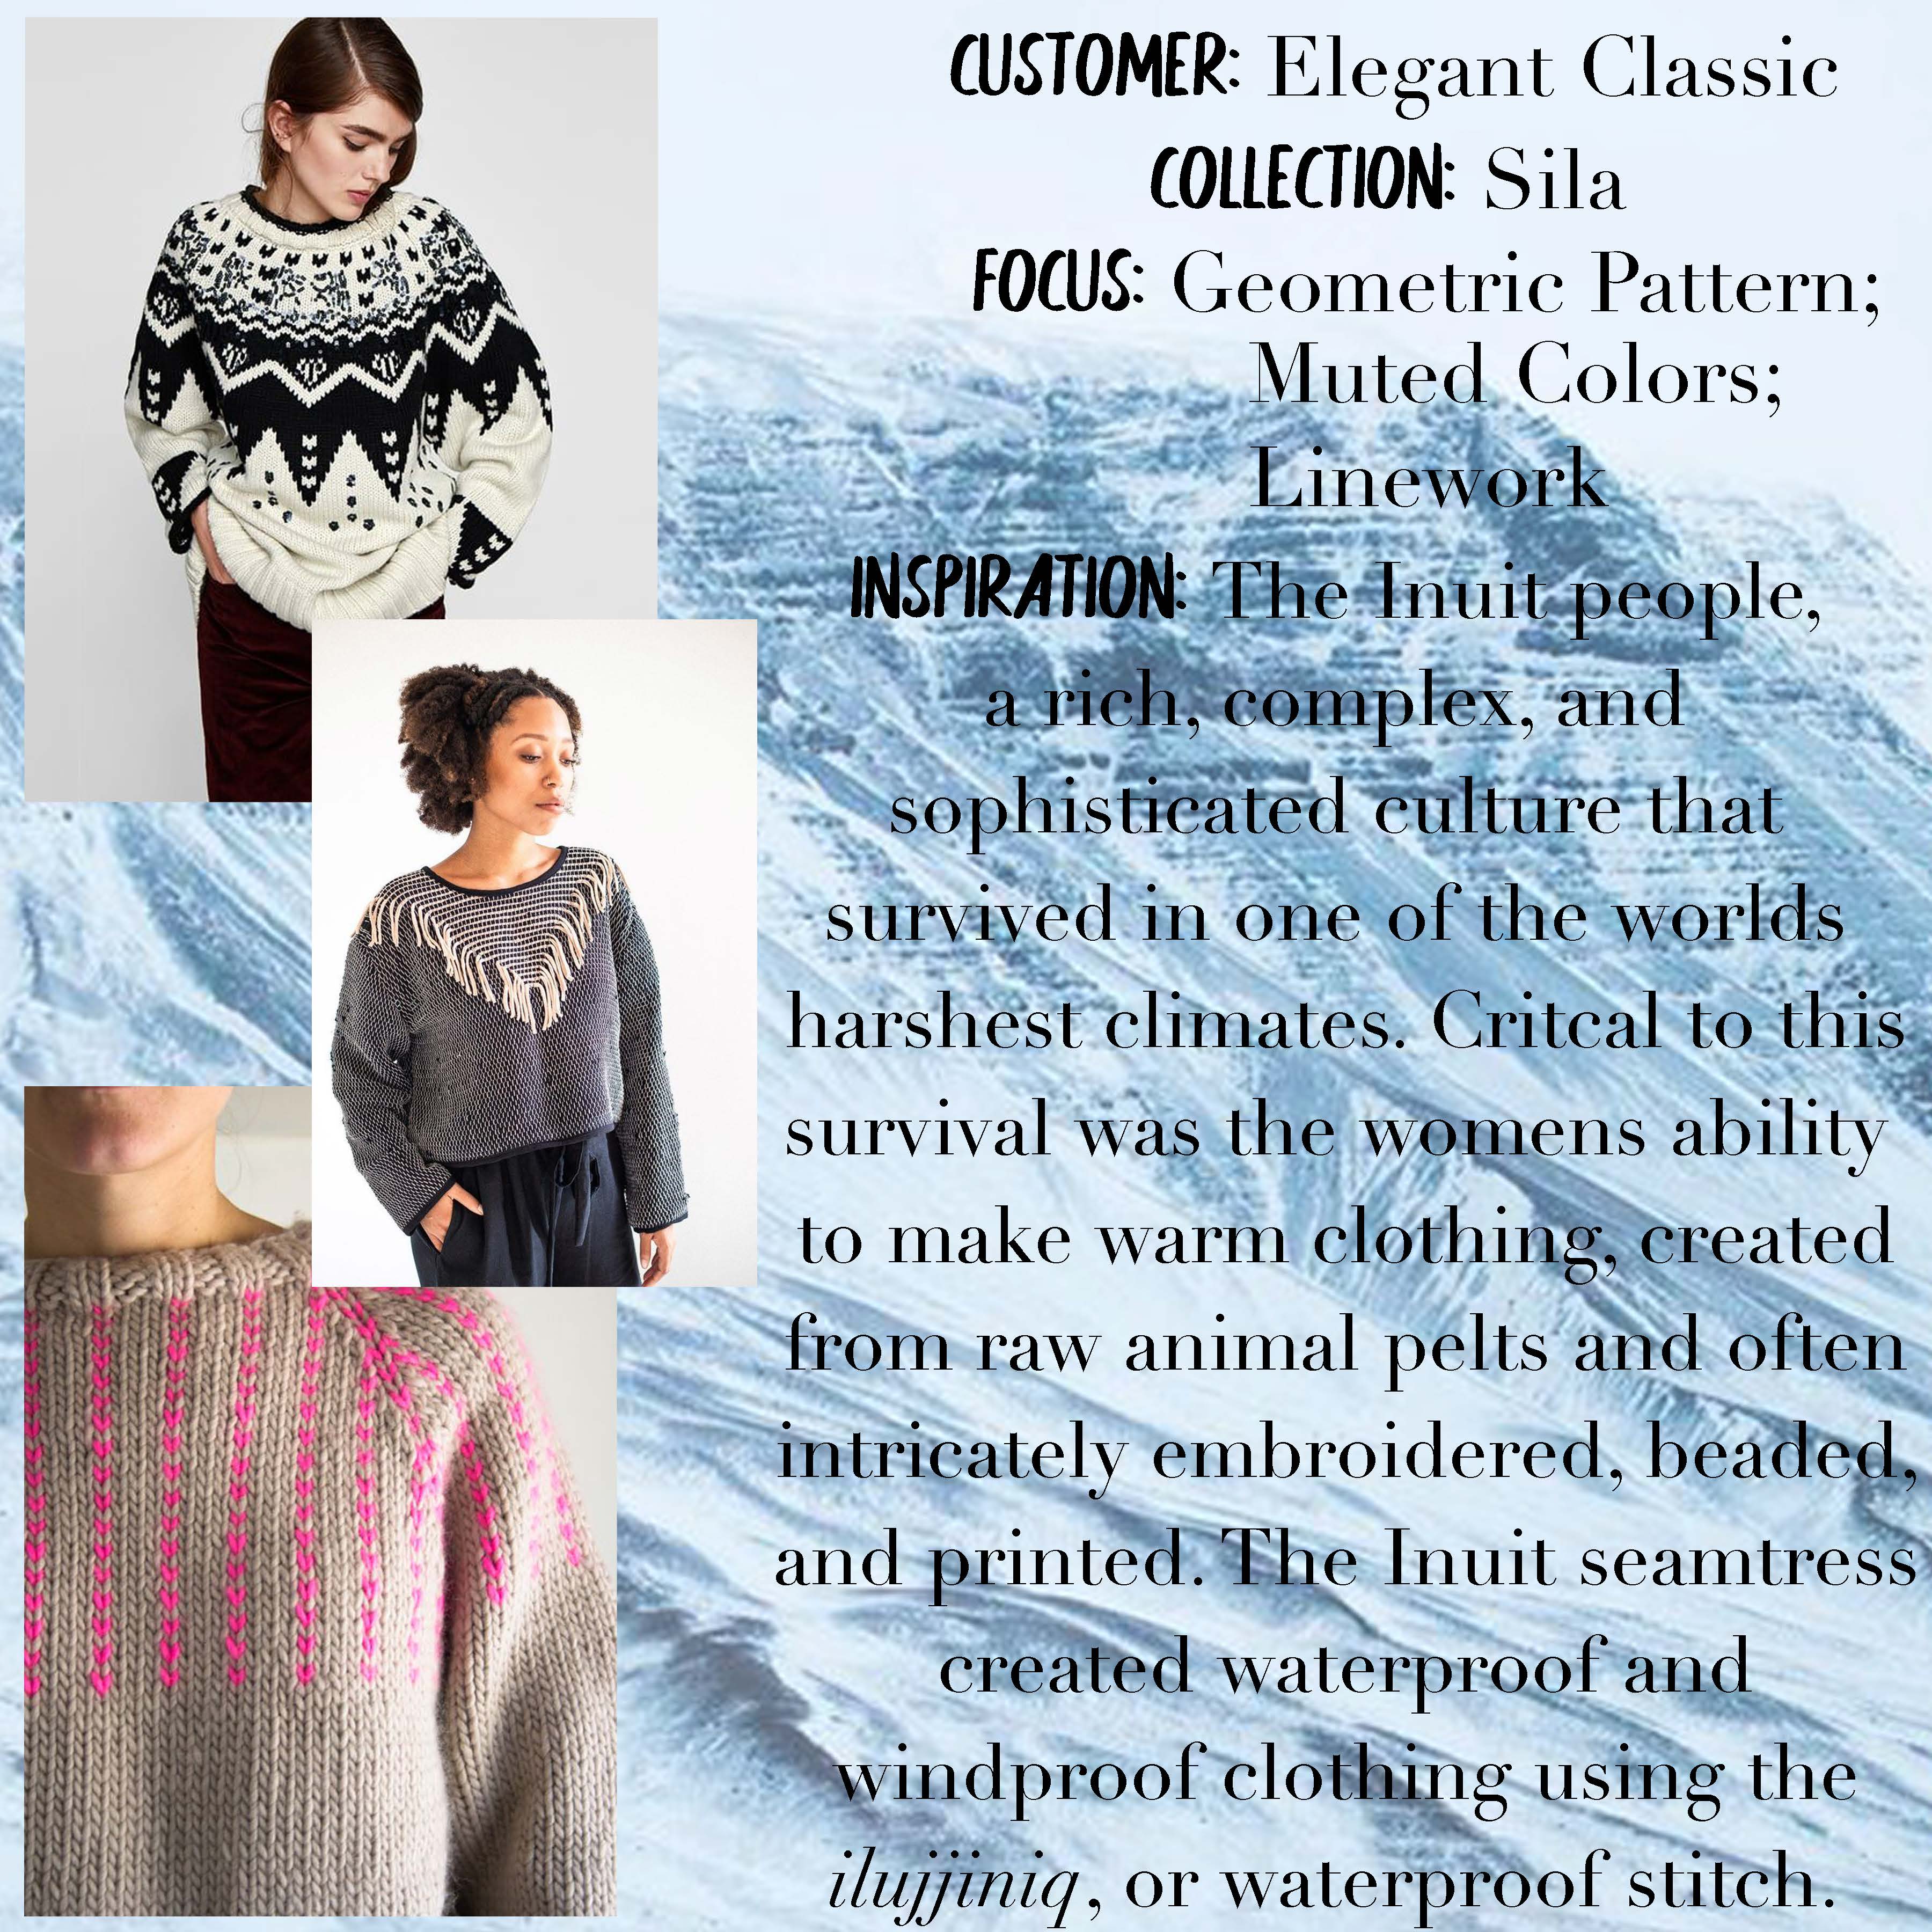 CUSTOMER: Elegant Classic
COLLECTION: Sila
FOCUS: Geometric Pattern;
Muted Colors;
Linework
INSPIRATION: The Inuit people,
a rich, complex, and
sophisticated culture that
survived in one of the worlds
harshest climates. Critcal to this
survival was the womens ability
to make warm clothing, created
from raw animal pelts and often
intricately embroidered, beaded,
and printed. The Inuit seamtress
created waterproof and
windproof clothing using the
ilujjiniq, or waterproof stitch.